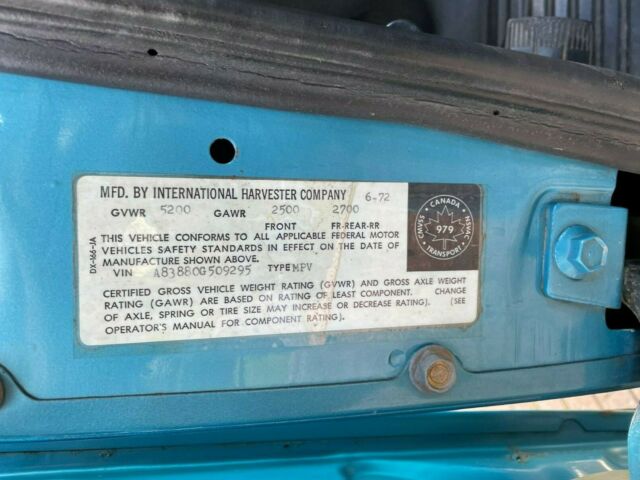 MFD. BY INTERNATIONAL HARVESTER COMPANY 6-72
GVWR 5200 GAWR 2500 2700
FRONT FR-REAR-RR
THIS VEHICLE CONFORMS TO ALL APPLICABLE FEDERAL MOTOR
VEHICLES SAFETY STANDARDS IN EFFECT ON THE DATE OF
MANUFACTURE SHOWN ABOVE.
VIN A83880G509295 TYPE MPV
CERTIFIED GROSS VEHICLE WEIGHT RATING (GVWR) AND GROSS AXLE WEIGHT
RATING (GAWR) ARE BASED ON RATING OF LEAST COMPONENT. CHANGE
OF AXLE, SPRING OR TIRE SIZE MAY INCREASE OR DECREASE RATING). (SEE
OPERATOR'S MANUAL FOR COMPONENT RATING).
DX-166-1A
CANADA
CMVSS
979
NSVAC
TRANSPORT